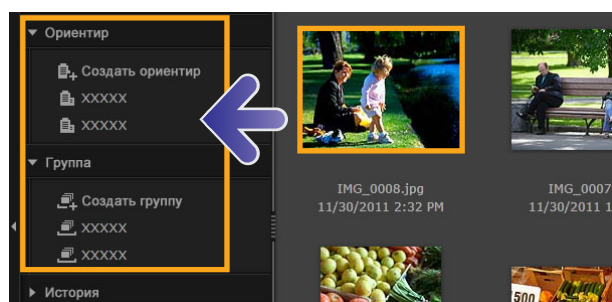 Ориентир
Создать ориентир
XXXXX
XXXXX
Группа
Создать группу
XXXXX
XXXXX
История
IMG_0008.jpg
11/30/2011 2:32 PM
IMG_0007
11/30/2011 1
500